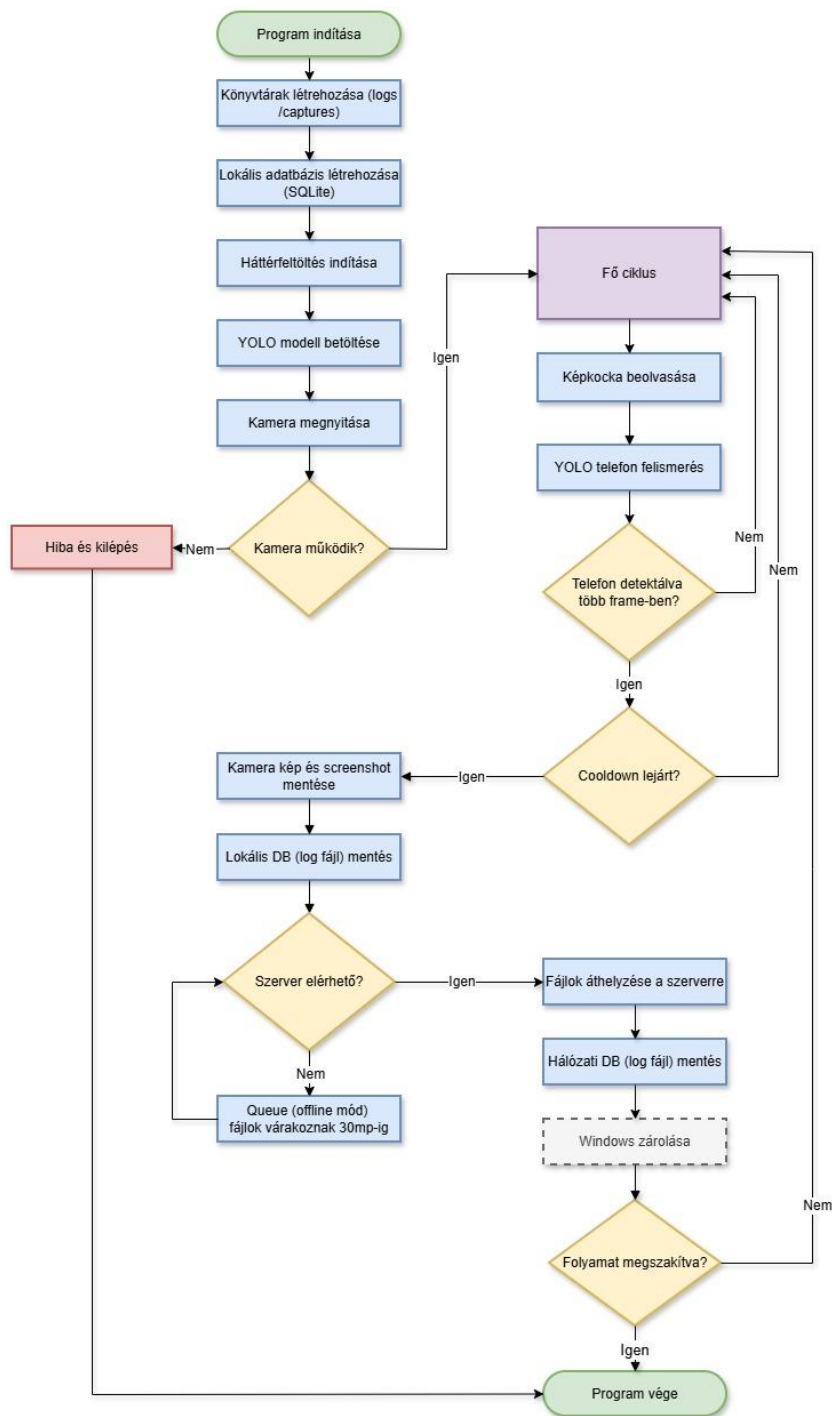 Program indítása
Könyvtárak létrehozása (logs
/captures)
Lokális adatbázis létrehozása
(SQLite)
Háttérfeltöltés indítása
YOLO modell betöltése
Kamera megnyitása
Kamera működik?
Nem
Hiba és kilépés
Igen
Fő ciklus
Képkocka beolvasása
YOLO telefon felismerés
Telefon detektálva
több frame-ben?
Nem
Igen
Cooldown lejárt?
Nem
Igen
Kamera kép és screenshot
mentése
Lokális DB (log fájl) mentés
Szerver elérhető?
Nem
Queue (offline mód)
fájlok várakoznak 30mp-ig
Igen
Fájlok áthelyzése a szerverre
Hálózati DB (log fájl) mentés
Windows zárolása
Folyamat megszakítva?
Nem
Igen
Program vége